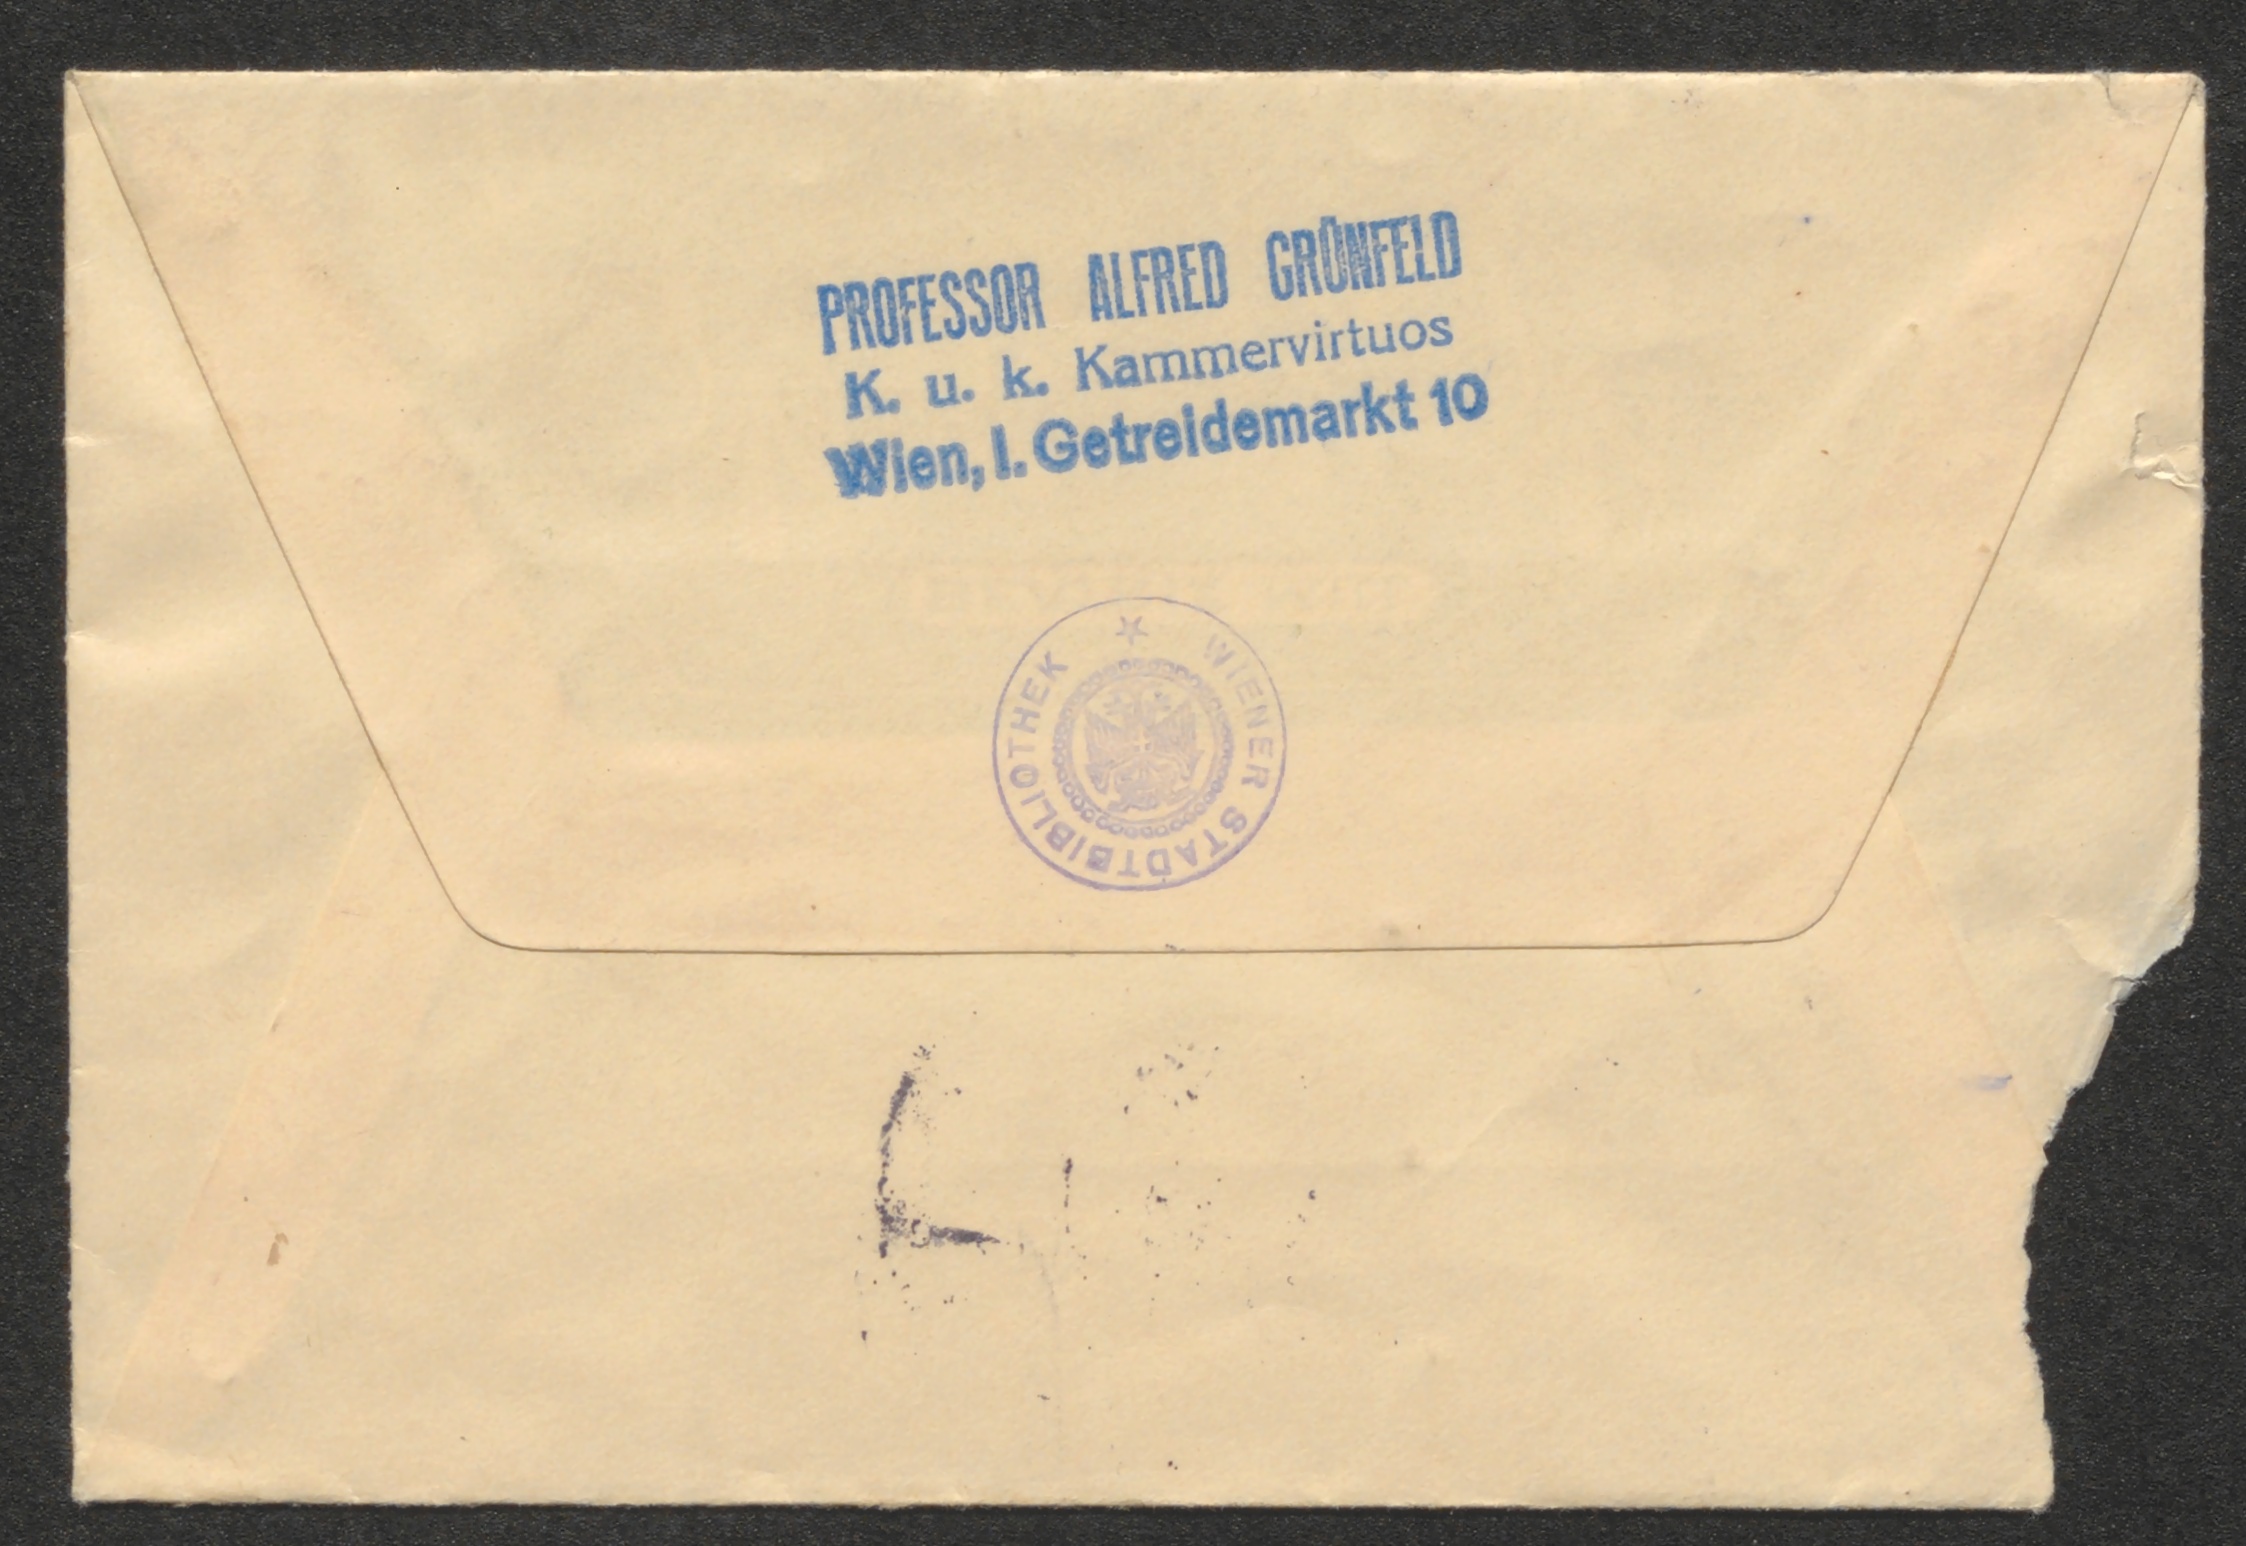 PROFESSOR ALFRED GRÜNFELD
K. u. k. Kammervirtuos
Wien, I. Getreidemarkt 10
WIENER STADTBIBLIOTHEK